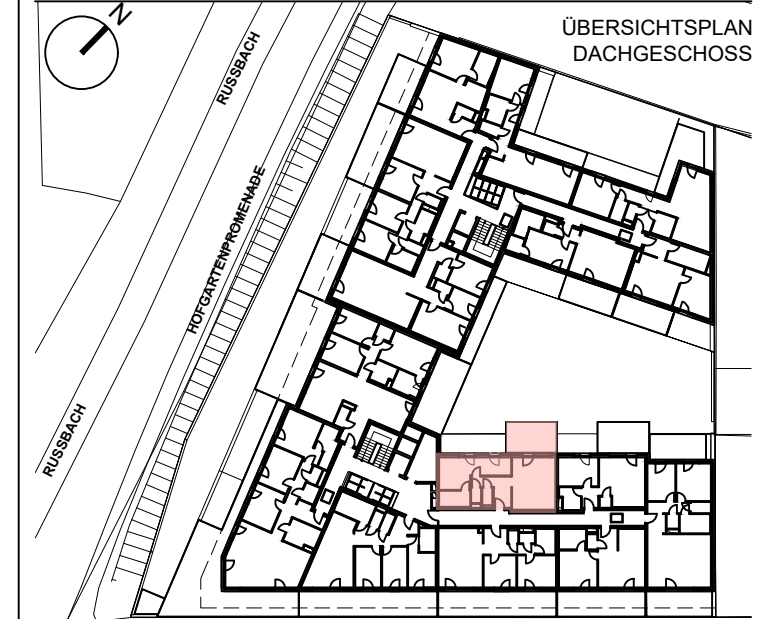 N
ÜBERSICHTSPLAN
DACHGESCHOSS
RUSSBACH
HOFGARTENPROMENADE
RUSSBACH